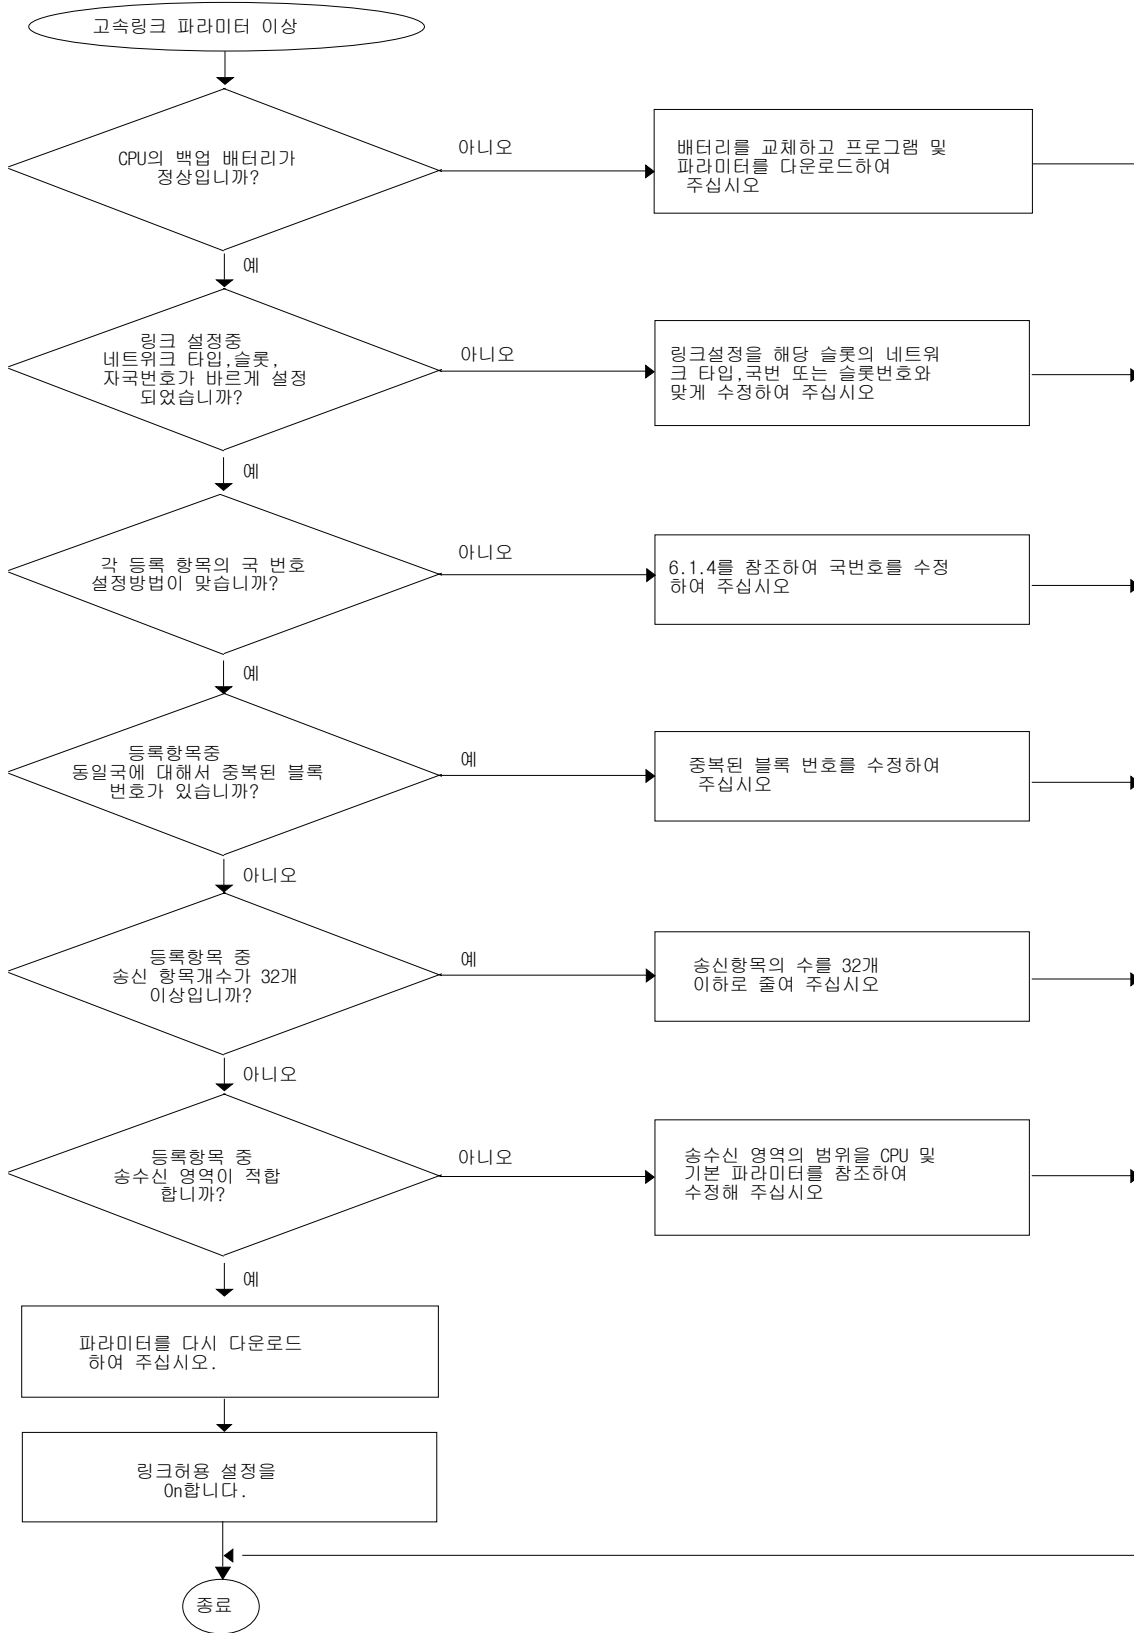 고속링크 파라미터 이상
CPU의 백업 배터리가
정상입니까?
아니오
배터리를 교체하고 프로그램 및
파라미터를 다운로드하여
주십시오
예
링크 설정중
네트워크 타입,슬롯,
자국번호가 바르게 설정
되었습니까?
아니오
링크설정을 해당 슬롯의 네트워
크 타입,국번 또는 슬롯번호와
맞게 수정하여 주십시오
예
각 등록 항목의 국 번호
설정방법이 맞습니까?
아니오
6.1.4를 참조하여 국번호를 수정
하여 주십시오
예
등록항목중
동일국에 대해서 중복된 블록
번호가 있습니까?
예
중복된 블록 번호를 수정하여
주십시오
아니오
등록항목 중
송신 항목개수가 32개
이상입니까?
예
송신항목의 수를 32개
이하로 줄여 주십시오
아니오
등록항목 중
송수신 영역이 적합
합니까?
아니오
송수신 영역의 범위을 CPU 및
기본 파라미터를 참조하여
수정해 주십시오
예
파라미터를 다시 다운로드
하여 주십시오.
링크허용 설정을
On합니다.
종료